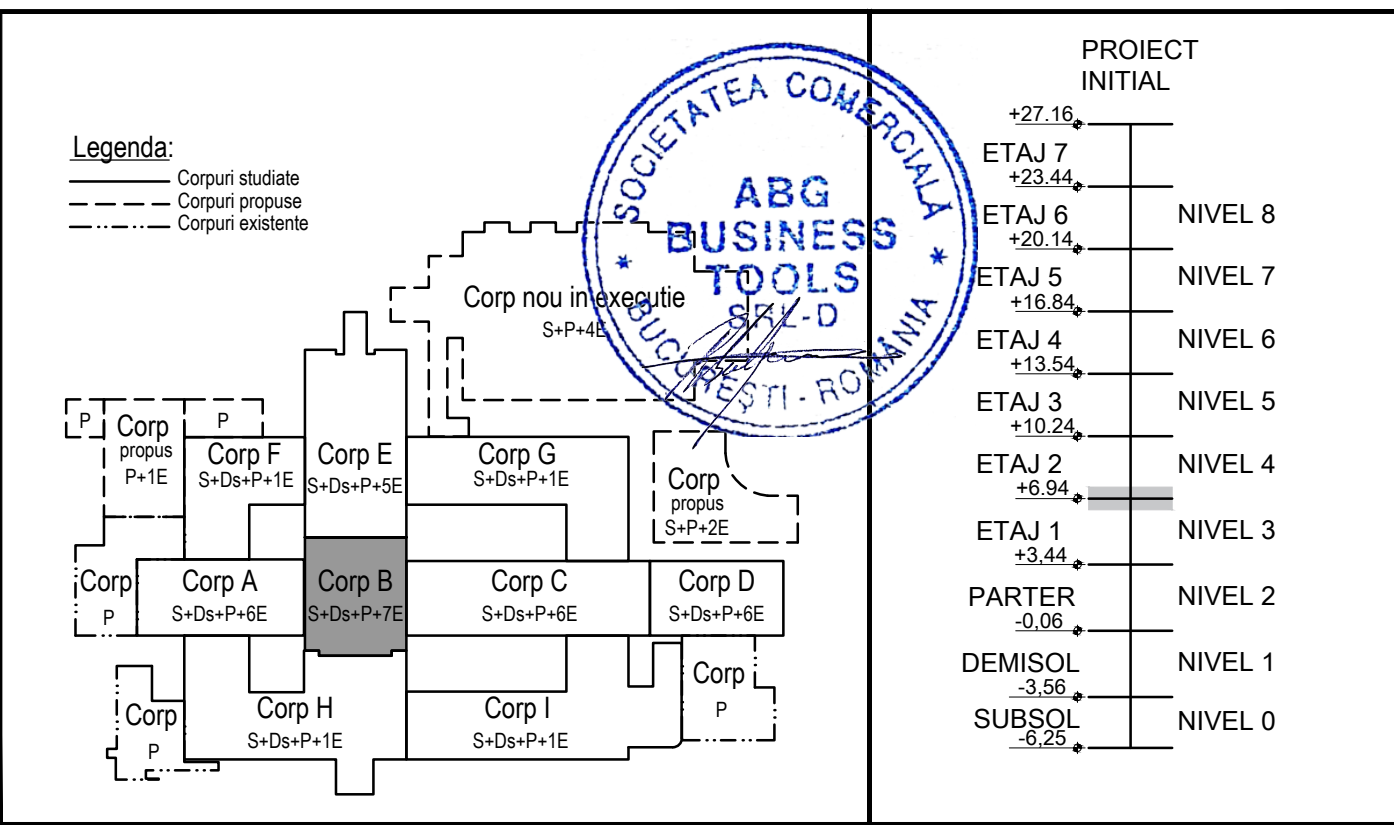 Legenda:
Corpuri studiate
Corpuri propuse
Corpuri existente
Corp nou in executie
S+P+4E
P
Corp
propus
P+1E
P
Corp F
S+Ds+P+1E
Corp E
S+Ds+P+5E
Corp G
S+Ds+P+1E
Corp
propus
S+P+2E
Corp
P
Corp A
S+Ds+P+6E
Corp B
S+Ds+P+7E
Corp C
S+Ds+P+6E
Corp D
S+Ds+P+6E
Corp
P
Corp H
S+Ds+P+1E
Corp I
S+Ds+P+1E
Corp
P
SOCIETATEA COMERCIALĂ
ABG
BUSINESS
TOOLS
SRL-D
* BUCUREȘTI - ROMÂNIA *
PROIECT
INITIAL
+27.16
ETAJ 7
+23.44
ETAJ 6 NIVEL 8
+20.14
ETAJ 5 NIVEL 7
+16.84
ETAJ 4 NIVEL 6
+13.54
ETAJ 3 NIVEL 5
+10.24
ETAJ 2 NIVEL 4
+6.94
ETAJ 1 NIVEL 3
+3,44
PARTER NIVEL 2
-0,06
DEMISOL NIVEL 1
-3,56
SUBSOL NIVEL 0
-6,25